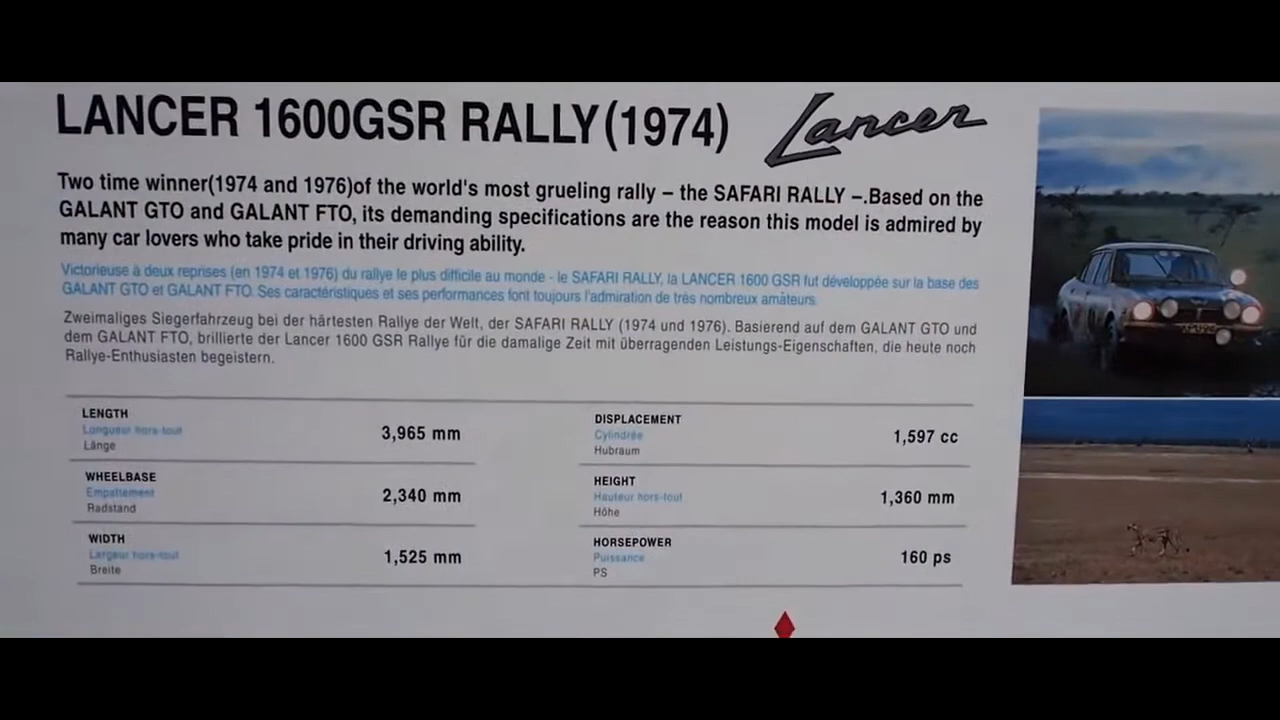 LANCER 1600GSR RALLY(1974)
Lancer
Two time winner(1974 and 1976)of the world's most grueling rally – the SAFARI RALLY –.Based on the
GALANT GTO and GALANT FTO, its demanding specifications are the reason this model is admired by
many car lovers who take pride in their driving ability.
Victorieuse à deux reprises (en 1974 et 1976) du rallye le plus difficile au monde - le SAFARI RALLY, la LANCER 1600 GSR fut développée sur la base des
GALANT GTO et GALANT FTO. Ses caractéristiques et ses performances font toujours l'admiration de très nombreux amateurs.
Zweimaliges Siegerfahrzeug bei der härtesten Rallye der Welt, der SAFARI RALLY (1974 und 1976). Basierend auf dem GALANT GTO und
dem GALANT FTO, brillierte der Lancer 1600 GSR Rallye für die damalige Zeit mit überragenden Leistungs-Eigenschaften, die heute noch
Rallye-Enthusiasten begeistern.
LENGTH
Longueur hors-tout
Länge
3,965 mm
WHEELBASE
Empattement
Radstand
2,340 mm
WIDTH
Largeur hors-tout
Breite
1,525 mm
DISPLACEMENT
Cylindrée
Hubraum
1,597 cc
HEIGHT
Hauteur hors-tout
Höhe
1,360 mm
HORSEPOWER
Puissance
PS
160 ps